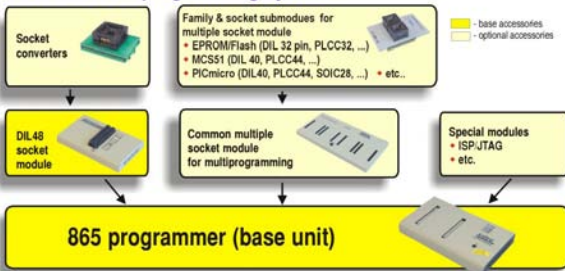 Socket
converters
Family & socket submodues for
multiple socket module
• EPROM/Flash (DIL 32 pin, PLCC32, ...)
• MCS51 (DIL 40, PLCC44, ...)
• PICmicro (DIL40, PLCC44, SOIC28, ...) • etc..
- base accessories
- optional accessories
DIL48
socket
module
Common multiple
socket module
for multiprogramming
Special modules
• ISP/JTAG
• etc.
865 programmer (base unit)